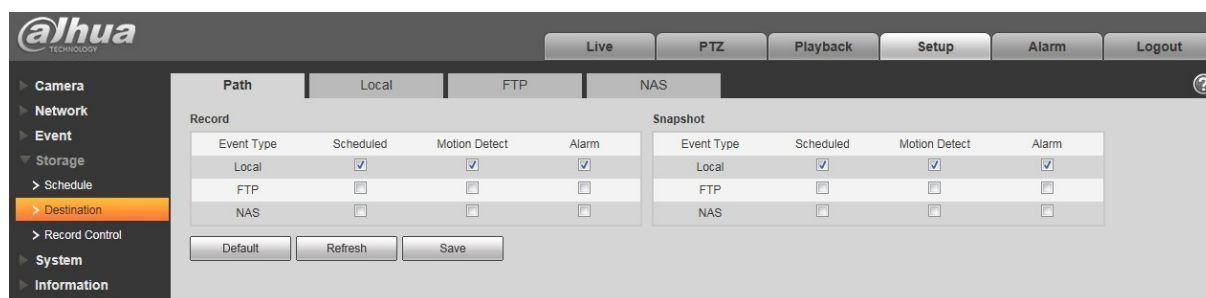 alhua
TECHNOLOGY
Live PTZ Playback Setup Alarm Logout
Camera
Network
Event
Storage
> Schedule
> Destination
> Record Control
System
Information
Path Local FTP NAS
?
Record
Event Type Scheduled Motion Detect Alarm
Local
FTP
NAS
Snapshot
Event Type Scheduled Motion Detect Alarm
Local
FTP
NAS
Default Refresh Save